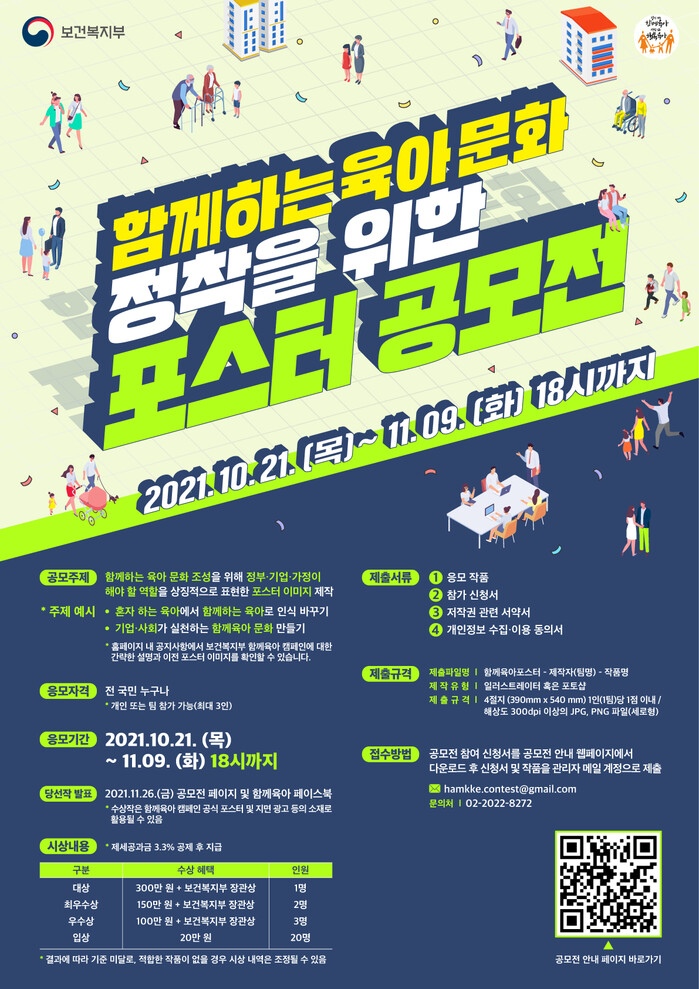 보건복지부
함께하는 육아 문화
정착을 위한
포스터 공모전
2021. 10. 21. (목) ~ 11. 09. (화) 18시까지
공모주제
함께하는 육아 문화 조성을 위해 정부·기업·가정이
해야 할 역할을 상징적으로 표현한 포스터 이미지 제작
* 주제 예시
• 혼자 하는 육아에서 함께하는 육아로 인식 바꾸기
• 기업·사회가 실천하는 함께육아 문화 만들기
* 홈페이지 내 공지사항에서 보건복지부 함께육아 캠페인에 대한
간략한 설명과 이전 포스터 이미지를 확인할 수 있습니다.
응모자격
전 국민 누구나
* 개인 또는 팀 참가 가능(최대 3인)
응모기간
2021.10.21. (목)
~ 11.09. (화) 18시까지
당선작 발표
2021.11.26.(금) 공모전 페이지 및 함께육아 페이스북
* 수상작은 함께육아 캠페인 공식 포스터 및 지면 광고 등의 소재로
활용될 수 있음
시상내용
* 제세공과금 3.3% 공제 후 지급
구분 수상 혜택 인원
대상 300만 원 + 보건복지부 장관상 1명
최우수상 150만 원 + 보건복지부 장관상 2명
우수상 100만 원 + 보건복지부 장관상 3명
입상 20만 원 20명
* 결과에 따라 기준 미달로, 적합한 작품이 없을 경우 시상 내역은 조정될 수 있음
제출서류
1 응모 작품
2 참가 신청서
3 저작권 관련 서약서
4 개인정보 수집·이용 동의서
제출규격
제출파일명 | 함께육아포스터 - 제작자(팀명) - 작품명
제 작 유 형 | 일러스트레이터 혹은 포토샵
제 출 규 격 | 4절지 (390mm x 540 mm) 1인(1팀)당 1점 이내 /
해상도 300dpi 이상의 JPG, PNG 파일(세로형)
접수방법
공모전 참여 신청서를 공모전 안내 웹페이지에서
다운로드 후 신청서 및 작품을 관리자 메일 계정으로 제출
hamkke.contest@gmail.com
문의처 | 02-2022-8272
공모전 안내 페이지 바로가기